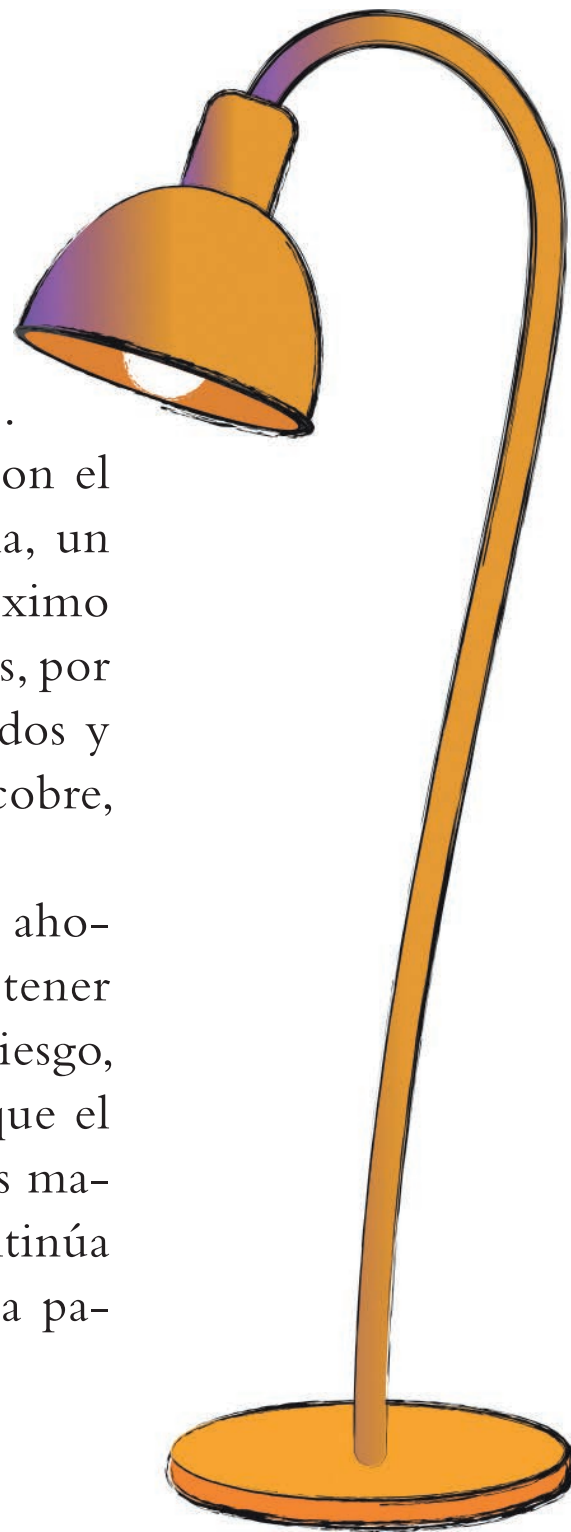 .
on el
a, un
ximo
s, por
dos y
cobre,
aho-
tener
iesgo,
que el
s ma-
tinúa
a pa-